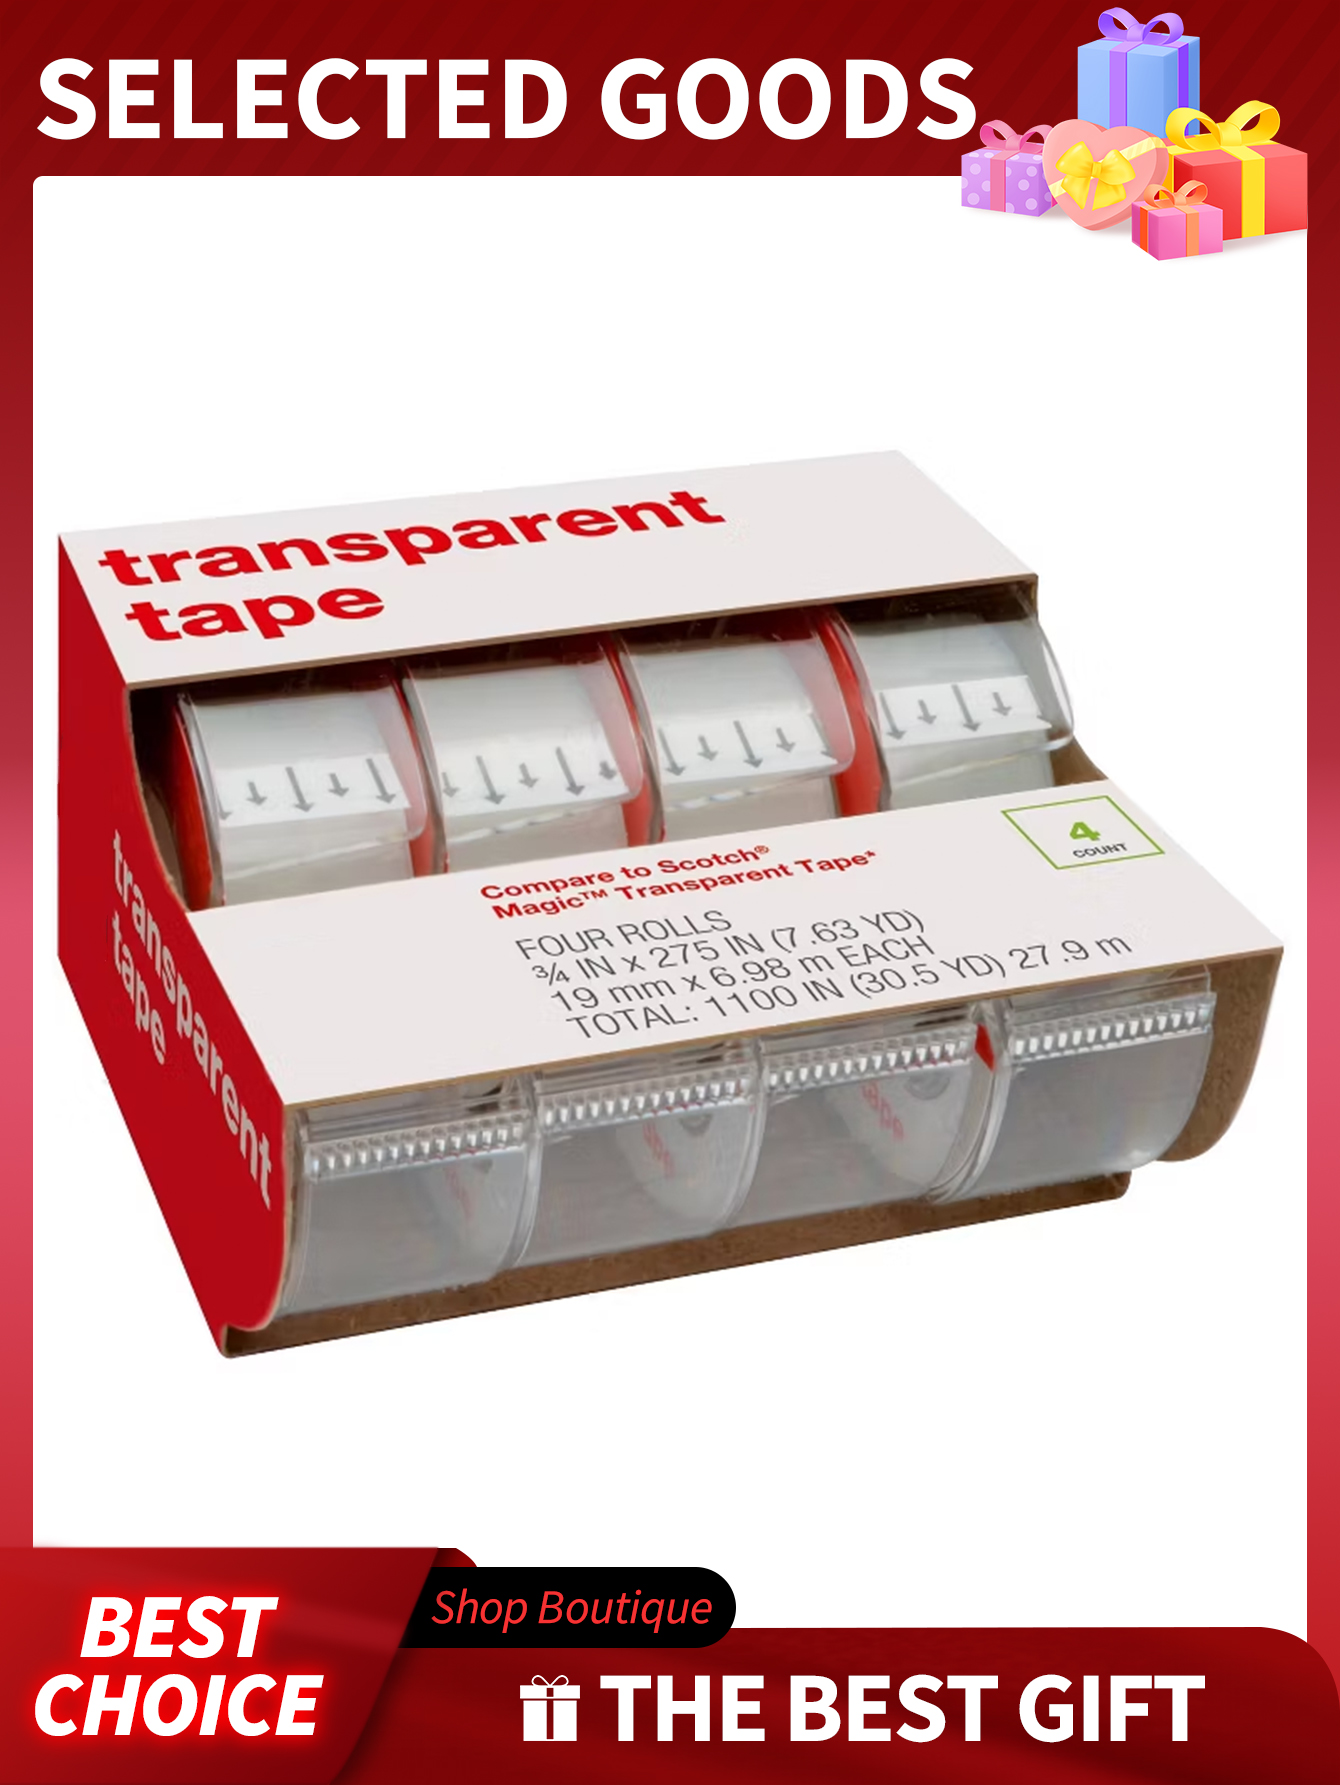 SELECTED GOODS
transparent
tape
transparent
tape
4
COUNT
Compare to Scotch®
Magic™ Transparent Tape*
FOUR ROLLS
¾ IN x 275 IN (7.63 YD)
19 mm x 6.98 m EACH
TOTAL: 1100 IN (30.5 YD) 27.9 m
BEST
CHOICE
Shop Boutique
THE BEST GIFT